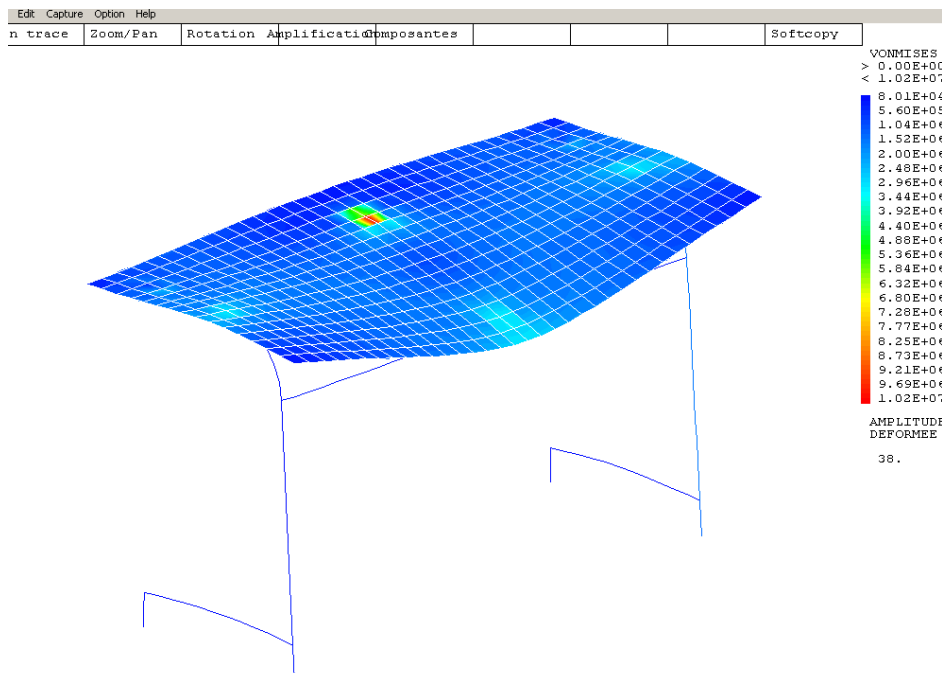 Edit Capture Option Help
n trace Zoom/Pan Rotation Amplification Composantes Softcopy
VONMISES
> 0.00E+00
< 1.02E+07
8.01E+04
5.60E+05
1.04E+06
1.52E+06
2.00E+06
2.48E+06
2.96E+06
3.44E+06
3.92E+06
4.40E+06
4.88E+06
5.36E+06
5.84E+06
6.32E+06
6.80E+06
7.28E+06
7.77E+06
8.25E+06
8.73E+06
9.21E+06
9.69E+06
1.02E+07
AMPLITUDE
DEFORMEE
38.